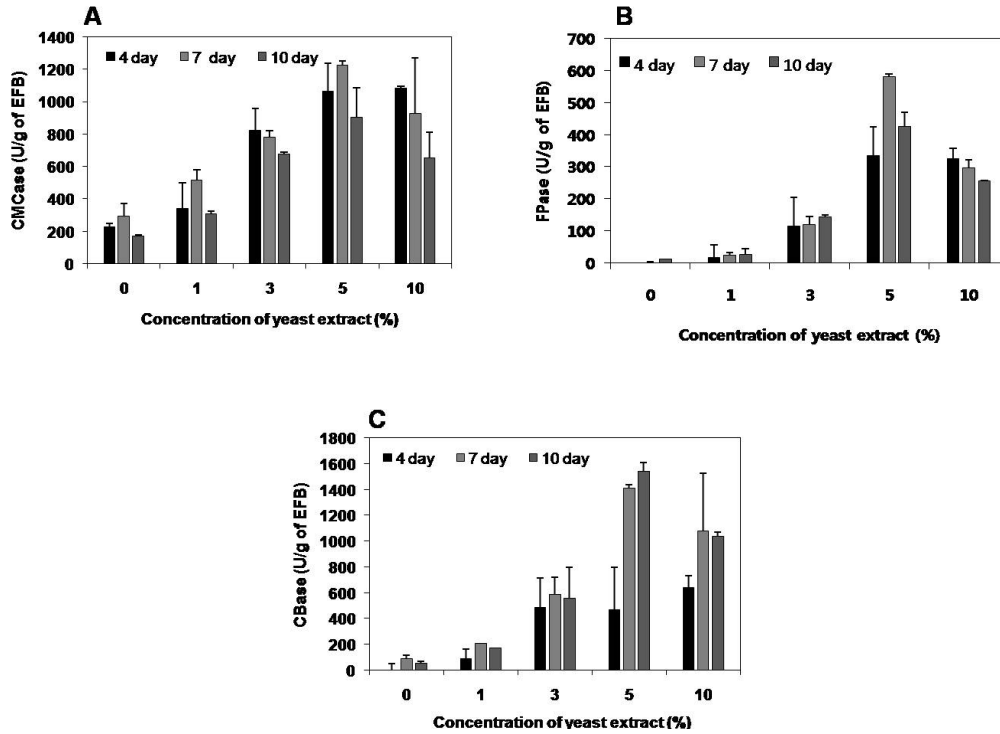 A
CMCase (U/g of EFB)
1400
1200
1000
800
600
400
200
0
4 day 7 day 10 day
0 1 3 5 10
Concentration of yeast extract (%)
B
FPase (U/g of EFB)
700
600
500
400
300
200
100
0
4 day 7 day 10 day
0 1 3 5 10
Concentration of yeast extract (%)
C
CBase (U/g of EFB)
1800
1600
1400
1200
1000
800
600
400
200
0
4 day 7 day 10 day
0 1 3 5 10
Concentration of yeast extract (%)